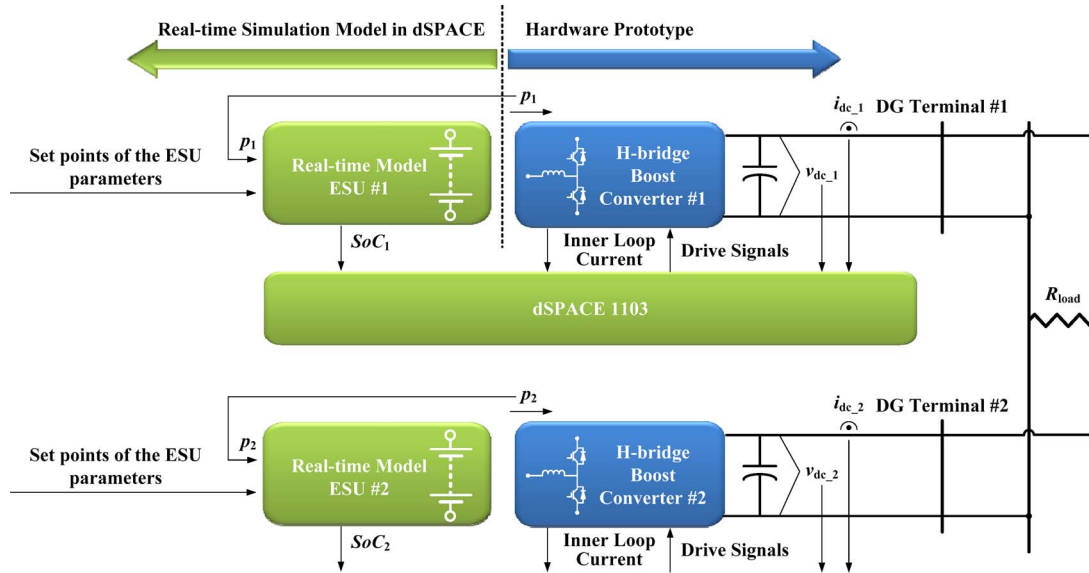 Real-time Simulation Model in dSPACE
Hardware Prototype
p1
p1
Set points of the ESU
parameters
Real-time Model
ESU #1
H-bridge
Boost
Converter #1
idc_1
DG Terminal #1
vdc_1
SoC1
Inner Loop
Current
Drive Signals
dSPACE 1103
Rload
p2
p2
Set points of the ESU
parameters
Real-time Model
ESU #2
H-bridge
Boost
Converter #2
idc_2
DG Terminal #2
vdc_2
SoC2
Inner Loop
Current
Drive Signals